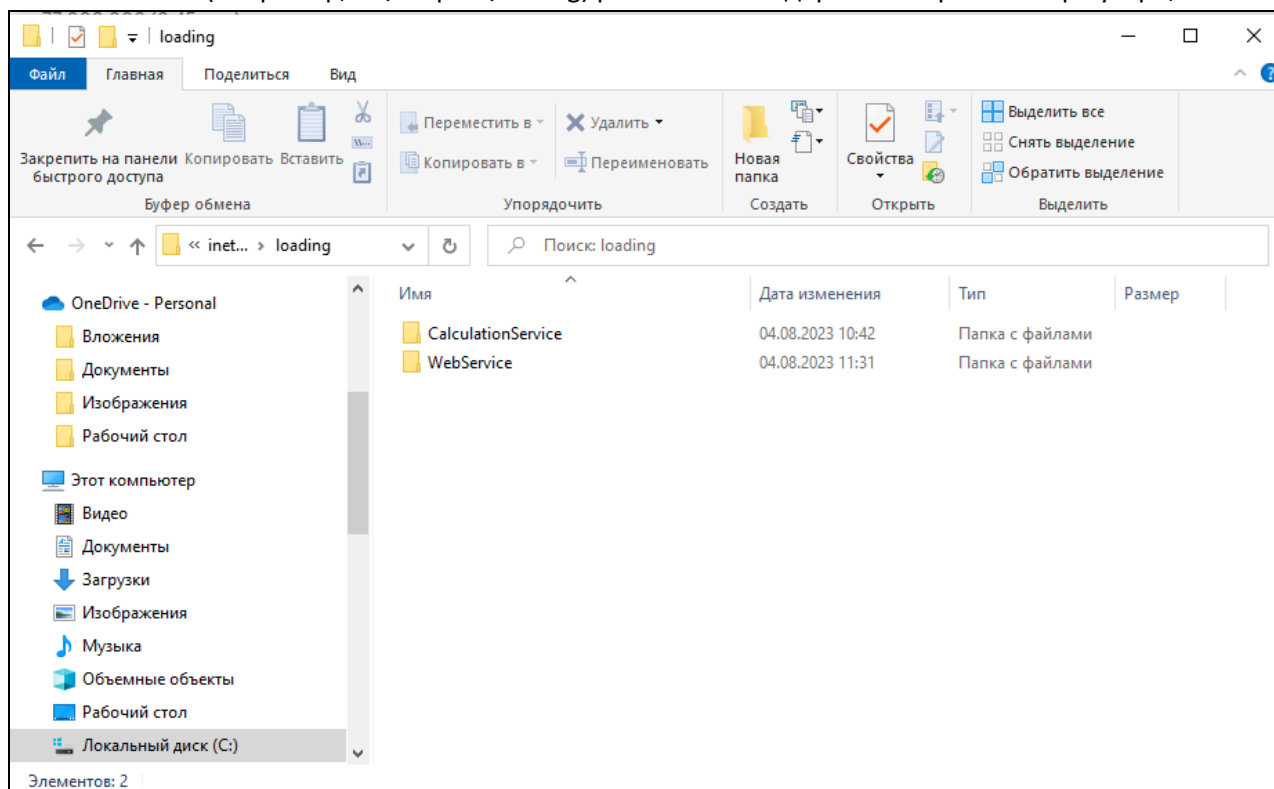 loading
Файл Главная Поделиться Вид
Закрепить на панели быстрого доступа
Копировать
Вставить
Буфер обмена
Переместить в
Копировать в
Удалить
Переименовать
Упорядочить
Новая папка
Создать
Свойства
Открыть
Выделить все
Снять выделение
Обратить выделение
Выделить
« inet... › loading
Поиск: loading
OneDrive - Personal
Вложения
Документы
Изображения
Рабочий стол
Этот компьютер
Видео
Документы
Загрузки
Изображения
Музыка
Объемные объекты
Рабочий стол
Локальный диск (C:)
Имя Дата изменения Тип Размер
CalculationService 04.08.2023 10:42 Папка с файлами
WebService 04.08.2023 11:31 Папка с файлами
Элементов: 2